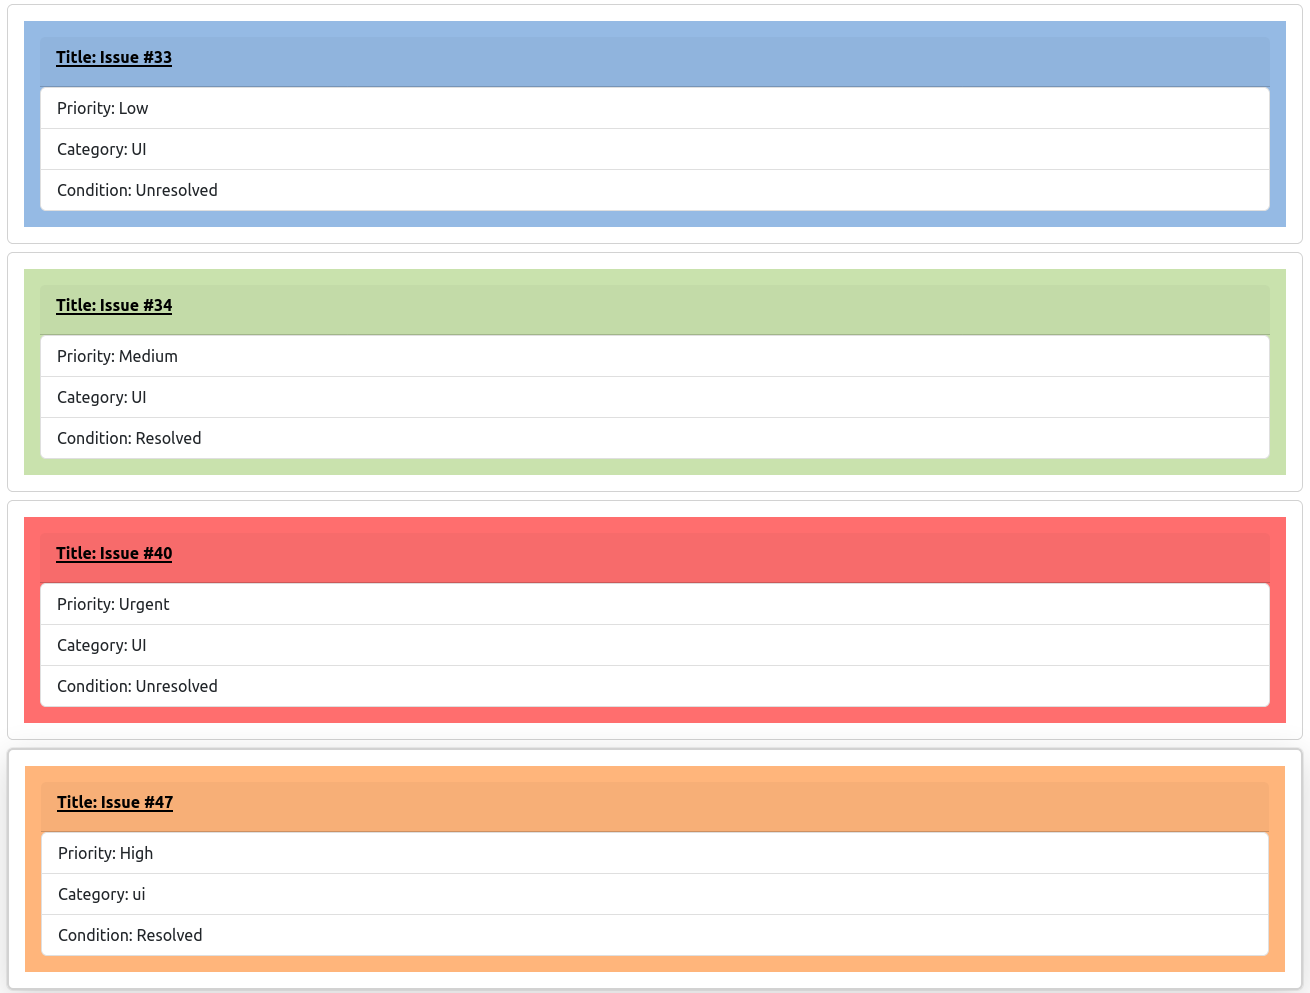 Title: Issue #33
Priority: Low
Category: UI
Condition: Unresolved
Title: Issue #34
Priority: Medium
Category: UI
Condition: Resolved
Title: Issue #40
Priority: Urgent
Category: UI
Condition: Unresolved
Title: Issue #47
Priority: High
Category: ui
Condition: Resolved